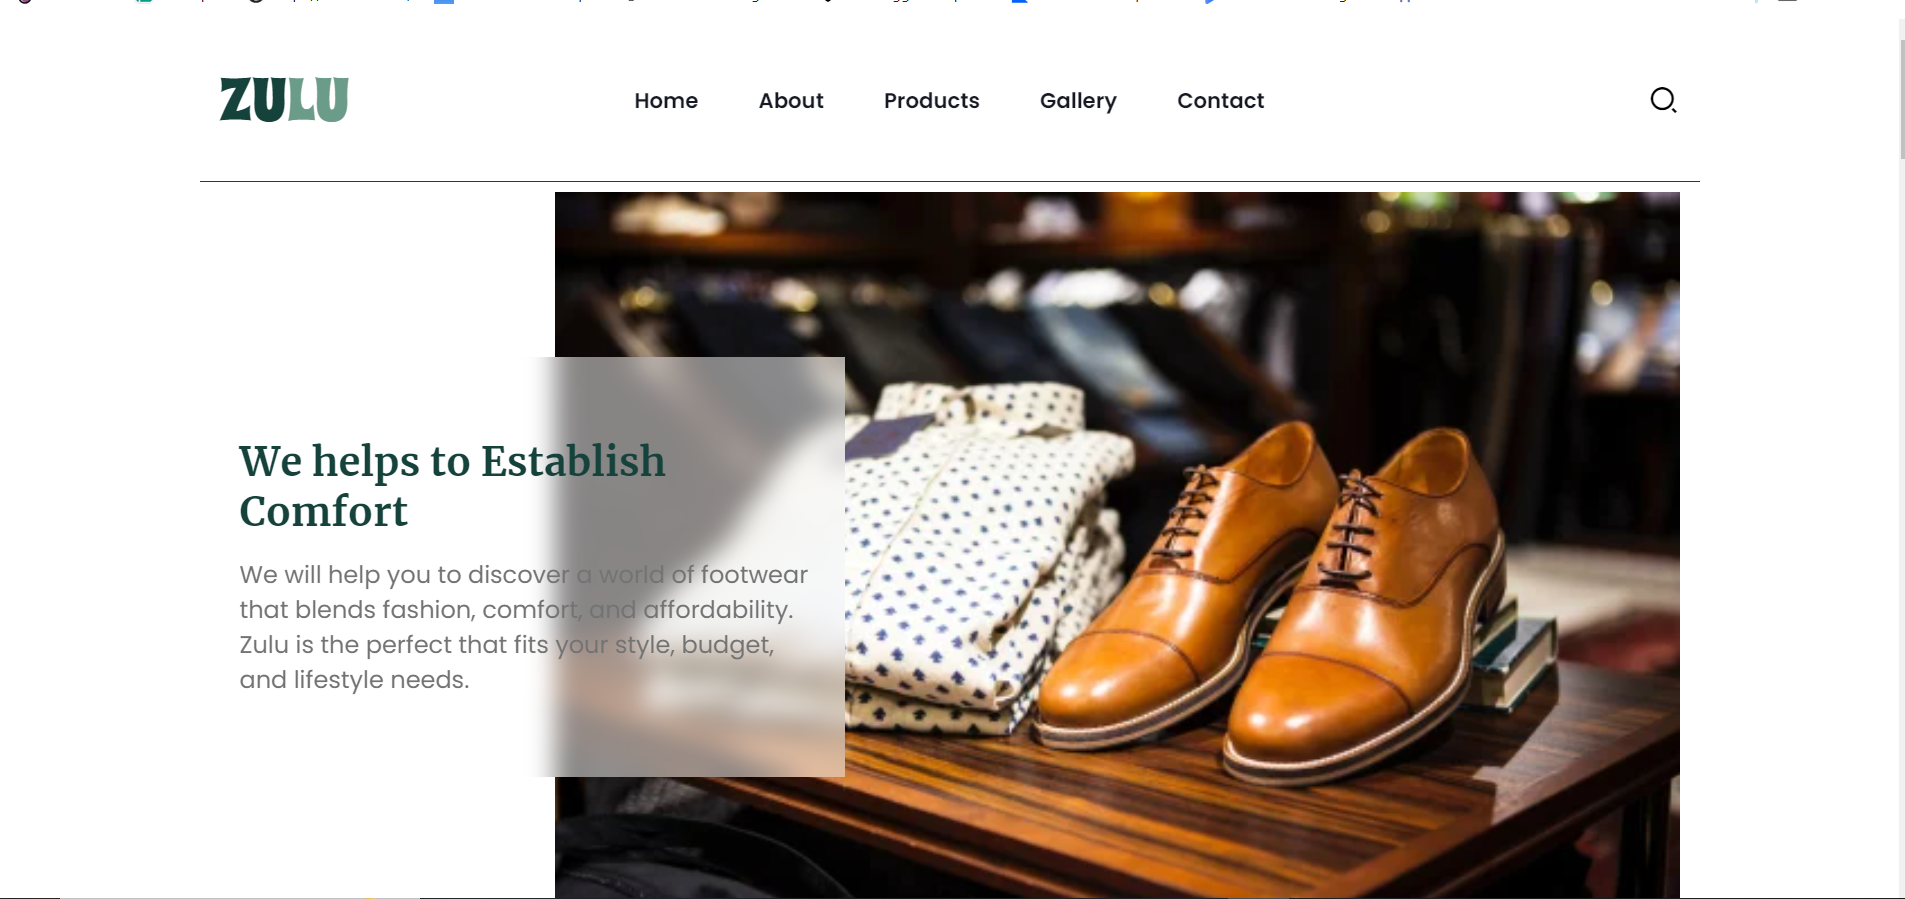 ZULU
Home About Products Gallery Contact
We helps to Establish
Comfort
We will help you to discover a world of footwear
that blends fashion, comfort, and affordability.
Zulu is the perfect that fits your style, budget,
and lifestyle needs.